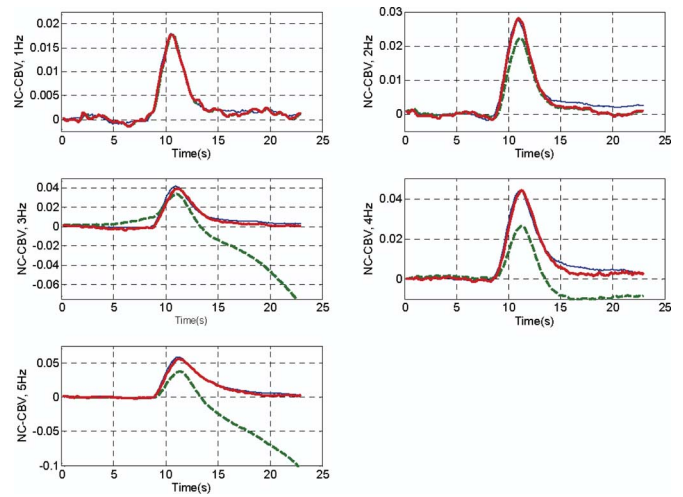 NC-CBV, 1Hz
0.02
0.015
0.01
0.005
0
0 5 10 15 20 25
Time(s)
NC-CBV, 2Hz
0.03
0.02
0.01
0
0 5 10 15 20 25
Time(s)
NC-CBV, 3Hz
0.04
0.02
0
-0.02
-0.04
-0.06
0 5 10 15 20 25
Time(s)
NC-CBV, 4Hz
0.04
0.02
0
0 5 10 15 20 25
Time(s)
NC-CBV, 5Hz
0.05
0
-0.05
-0.1
0 5 10 15 20 25
Time(s)